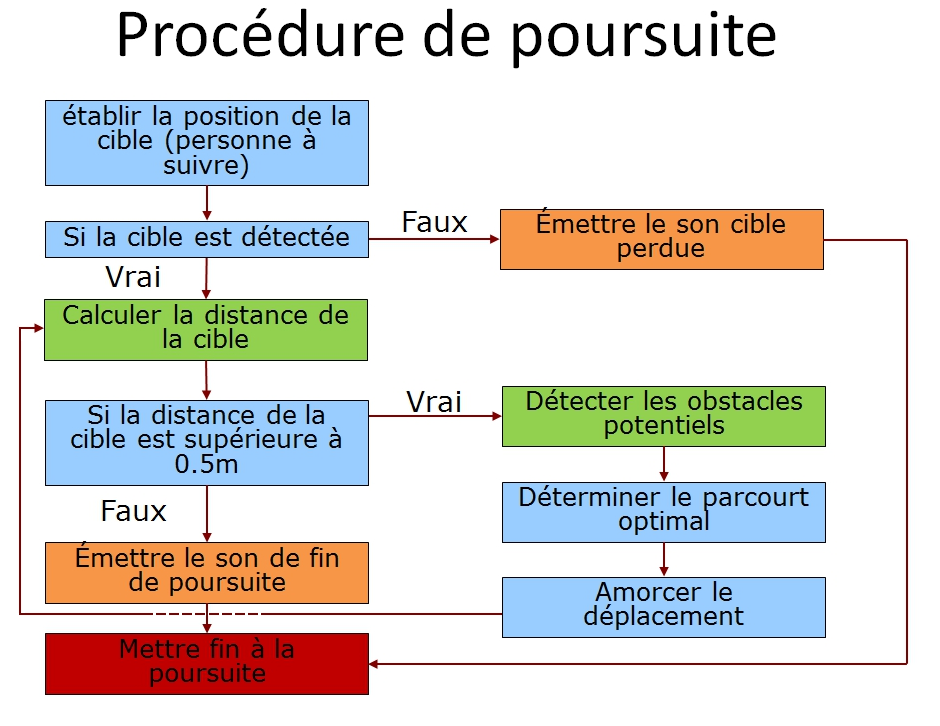 Procédure de poursuite
établir la position de la
cible (personne à
suivre)
Si la cible est détectée
Faux
Émettre le son cible
perdue
Vrai
Calculer la distance de
la cible
Si la distance de la
cible est supérieure à
0.5m
Vrai
Détecter les obstacles
potentiels
Déterminer le parcourt
optimal
Amorcer le
déplacement
Faux
Émettre le son de fin
de poursuite
Mettre fin à la
poursuite